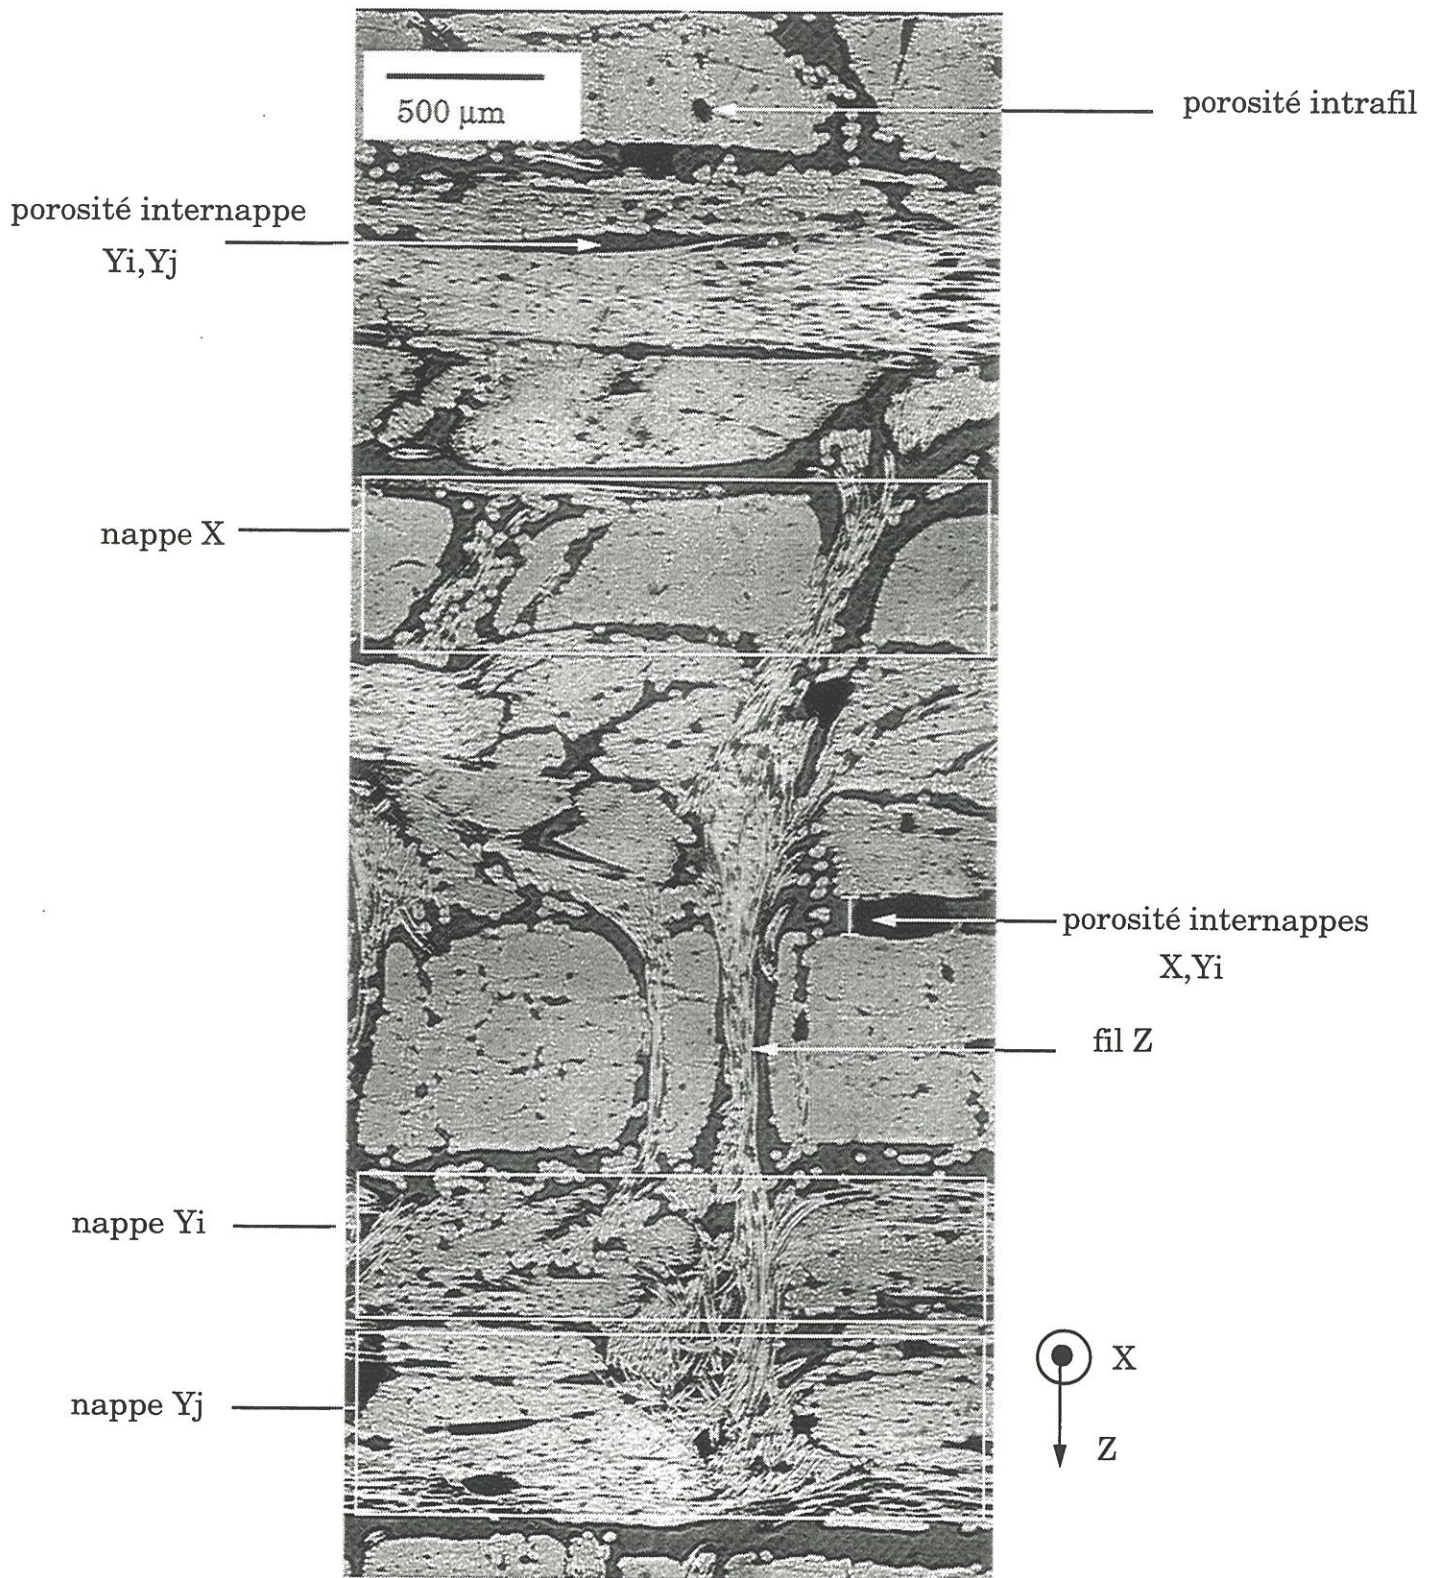 500 µm
porosité intrafil
porosité internappe
Yi,Yj
nappe X
porosité internappes
X,Yi
fil Z
nappe Yi
nappe Yj
X
Z